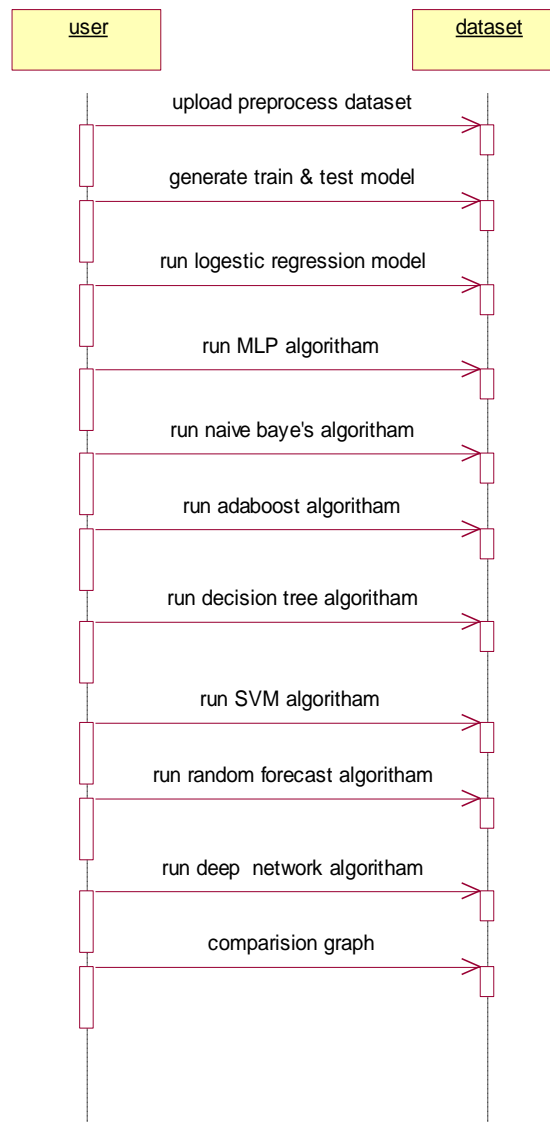 user
dataset
upload preprocess dataset
generate train & test model
run logestic regression model
run MLP algoritham
run naive baye's algoritham
run adaboost algoritham
run decision tree algoritham
run SVM algoritham
run random forecast algoritham
run deep  network algoritham
comparision graph